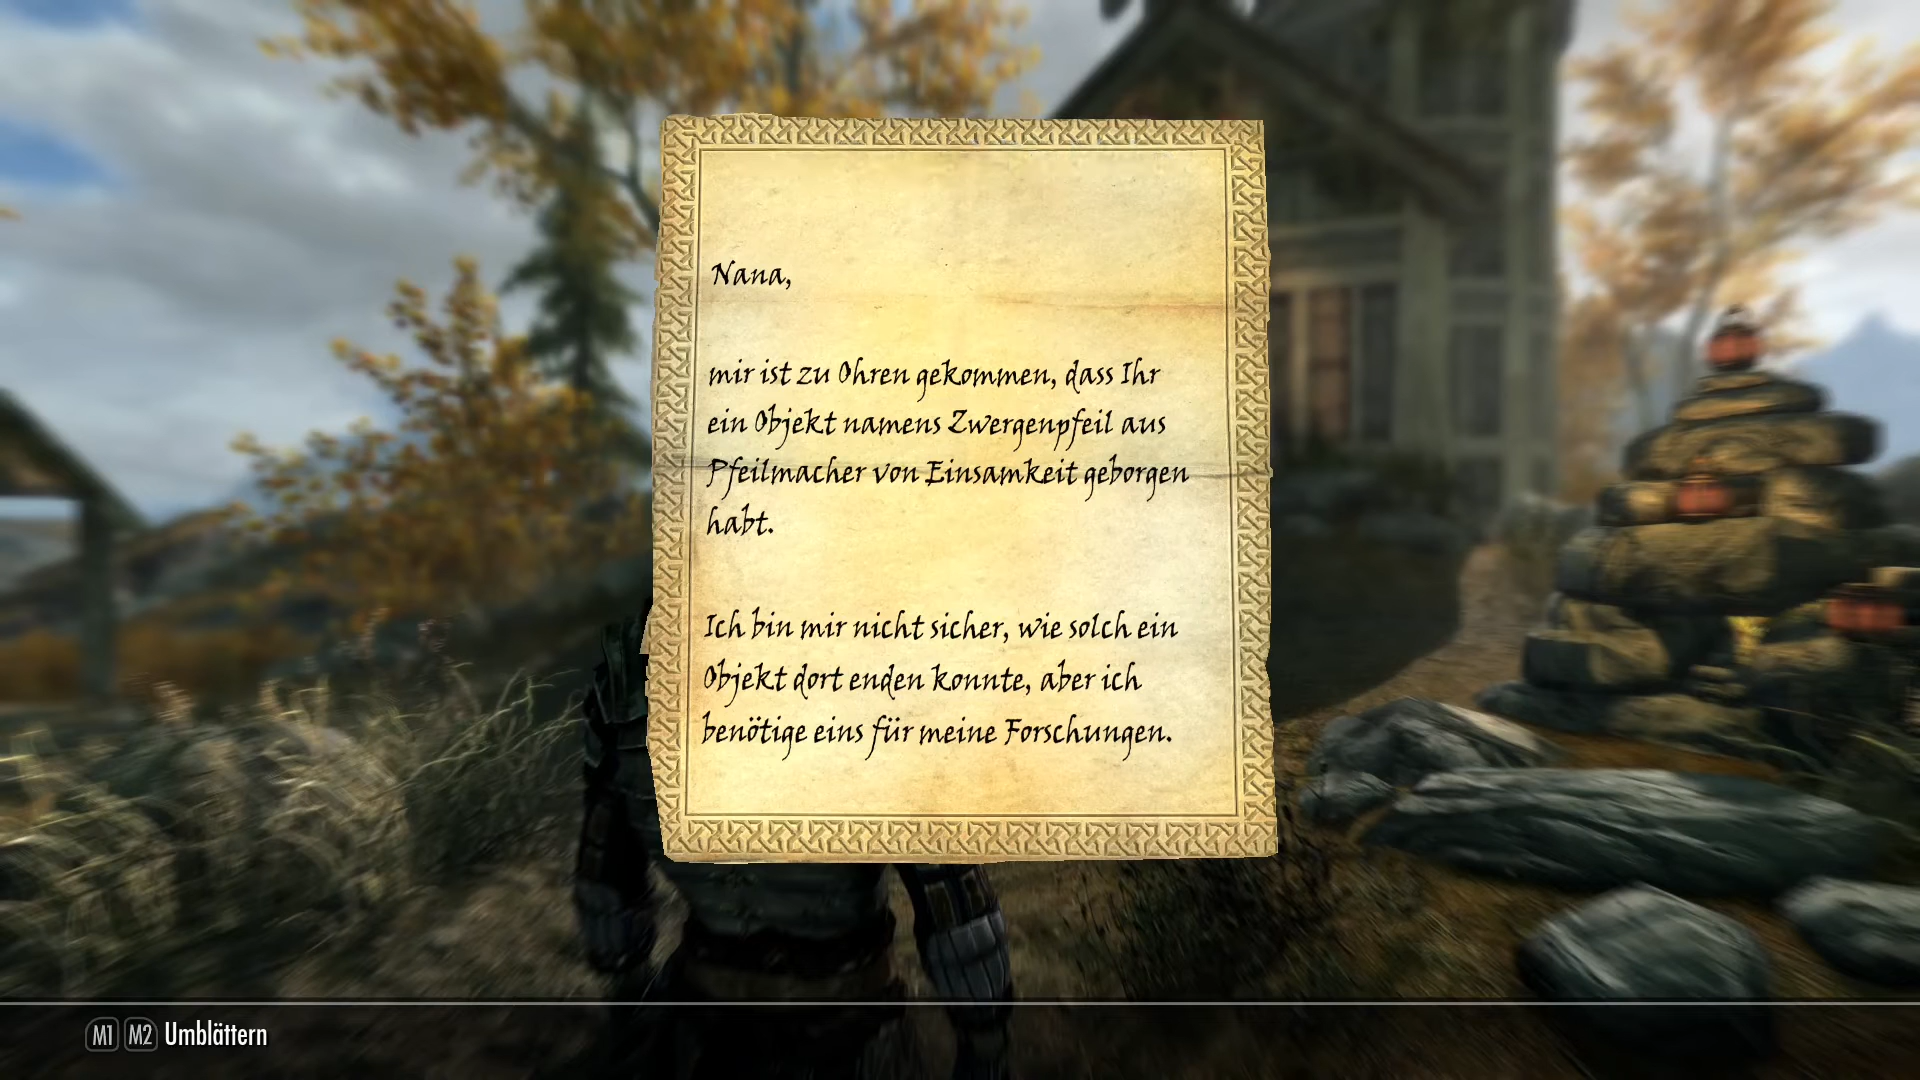 Nana,
mir ist zu Ohren gekommen, dass Ihr
ein Objekt namens Zwergenpfeil aus
Pfeilmacher von Einsamkeit geborgen
habt.
Ich bin mir nicht sicher, wie solch ein
Objekt dort enden konnte, aber ich
benötige eins für meine Forschungen.
M1 M2 Umblättern